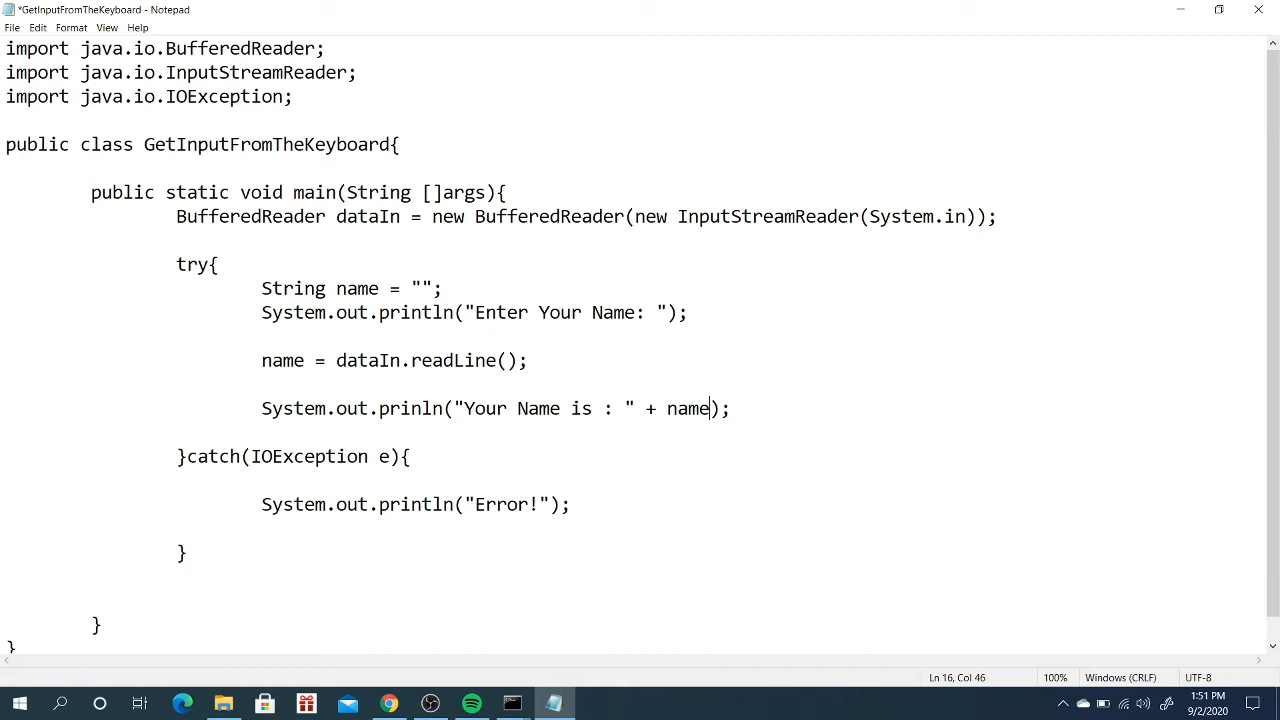 *GetInputFromTheKeyboard - Notepad
File Edit Format View Help
import java.io.BufferedReader;
import java.io.InputStreamReader;
import java.io.IOException;
public class GetInputFromTheKeyboard{
public static void main(String []args){
BufferedReader dataIn = new BufferedReader(new InputStreamReader(System.in));
try{
String name = "";
System.out.println("Enter Your Name: ");
name = dataIn.readLine();
System.out.prinln("Your Name is : " + name);
}catch(IOException e){
System.out.println("Error!");
}
}
}
Ln 16, Col 46 100% Windows (CRLF) UTF-8
1:51 PM
9/2/2020